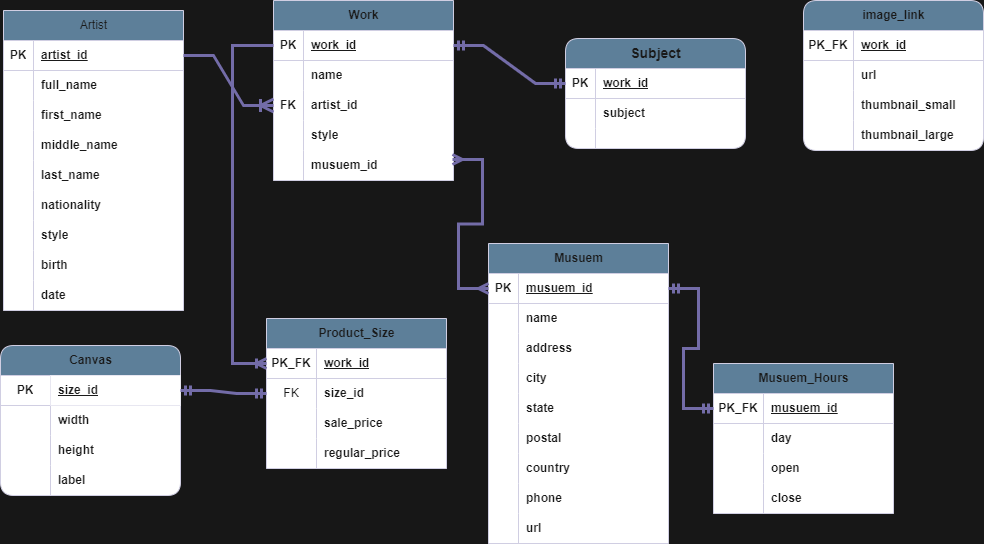 Artist
PK artist_id
full_name
first_name
middle_name
last_name
nationality
style
birth
date
Work
PK work_id
name
FK artist_id
style
musuem_id
Subject
PK work_id
subject
image_link
PK_FK work_id
url
thumbnail_small
thumbnail_large
Canvas
PK size_id
width
height
label
Product_Size
PK_FK work_id
FK size_id
sale_price
regular_price
Musuem
PK musuem_id
name
address
city
state
postal
country
phone
url
Musuem_Hours
PK_FK musuem_id
day
open
close